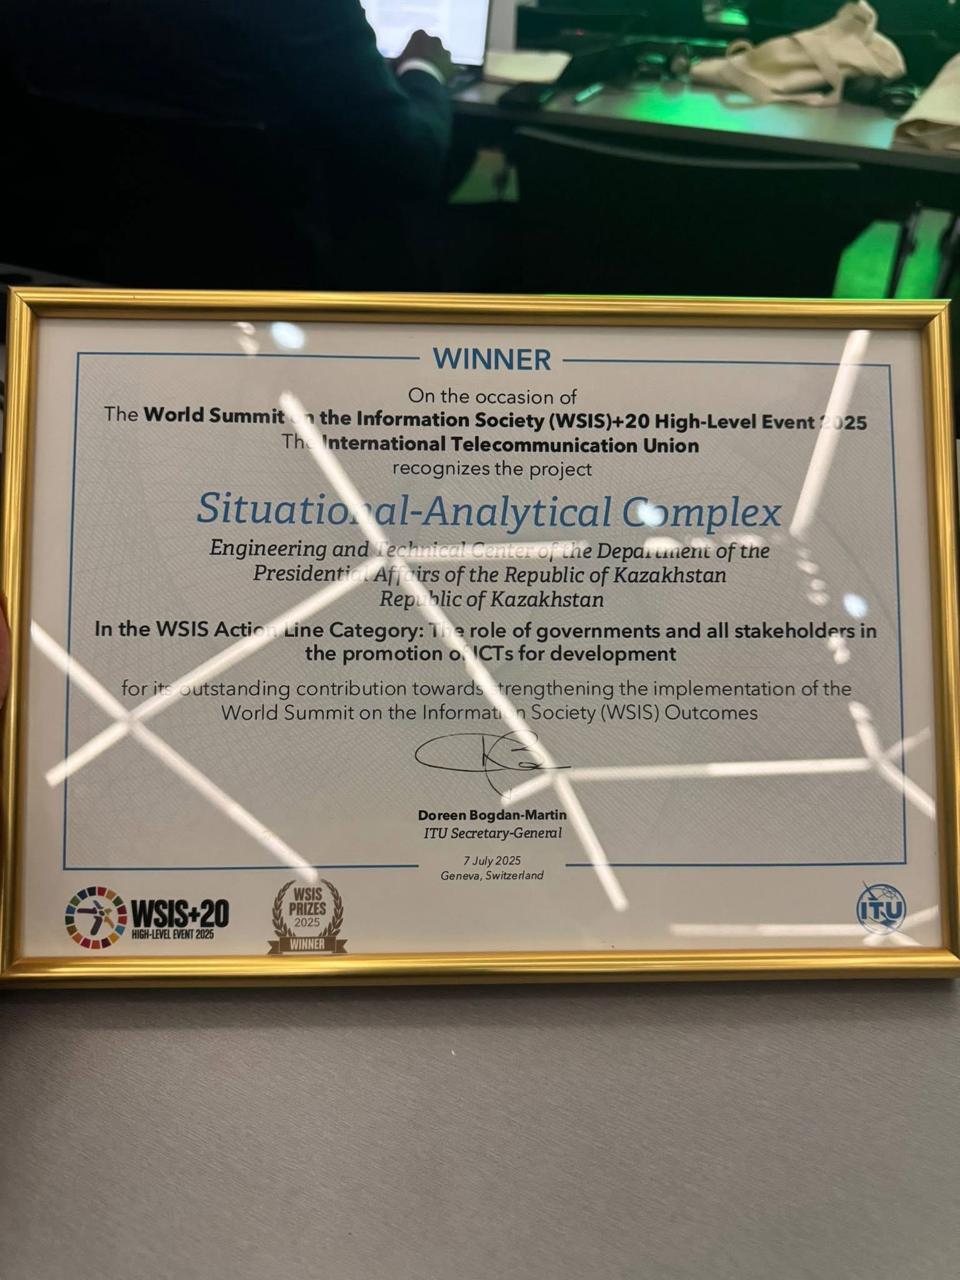 WINNER
On the occasion of
The World Summit on the Information Society (WSIS)+20 High-Level Event 2025
The International Telecommunication Union
recognizes the project
Situational-Analytical Complex
Engineering and Technical Center of the Department of the
Presidential Affairs of the Republic of Kazakhstan
Republic of Kazakhstan
In the WSIS Action Line Category: The role of governments and all stakeholders in
the promotion of ICTs for development
for its outstanding contribution towards strengthening the implementation of the
World Summit on the Information Society (WSIS) Outcomes
Doreen Bogdan-Martin
ITU Secretary-General
7 July 2025
Geneva, Switzerland
WSIS+20
HIGH-LEVEL EVENT 2025
WSIS
PRIZES
2025
WINNER
ITU